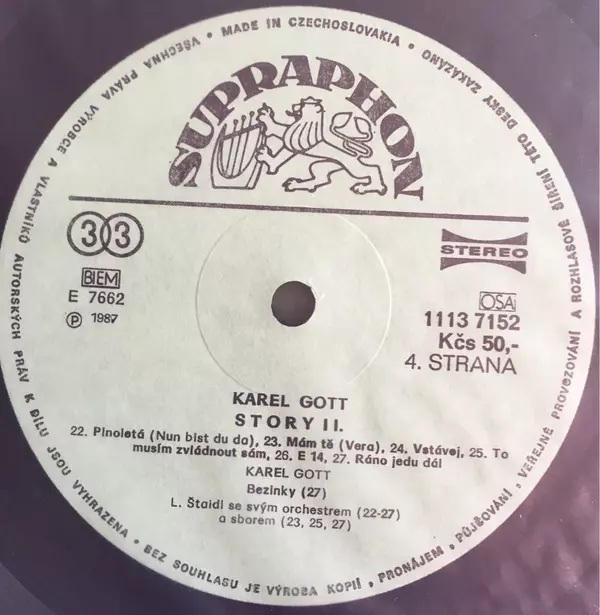 MADE IN CZECHOSLOVAKIA • VŠECHNA PRÁVA VÝROBCE A VLASTNÍKŮ AUTORSKÝCH PRÁV K DÍLU JSOU VYHRAZENA • BEZ SOUHLASU JE VÝROBA KOPIÍ, PRONÁJEM, PŮJČOVÁNÍ, VEŘEJNÉ PROVOZOVÁNÍ A ROZHLASOVÉ ŠÍŘENÍ TÉTO DESKY ZAKÁZÁNO
SUPRAPHON
33
STEREO
BIEM
E 7662
Ⓟ 1987
OSA
1113 7152
Kčs 50,-
4. STRANA
KAREL GOTT
STORY II.
22. Pinoletá (Nun bist du da), 23. Mám tě (Vera), 24. Vstávej, 25. To
musím zvládnout sám, 26. E 14, 27. Ráno jedu dál
KAREL GOTT
Bezinky (27)
L. Štaidl se svým orchestrem (22-27)
a sborem (23, 25, 27)